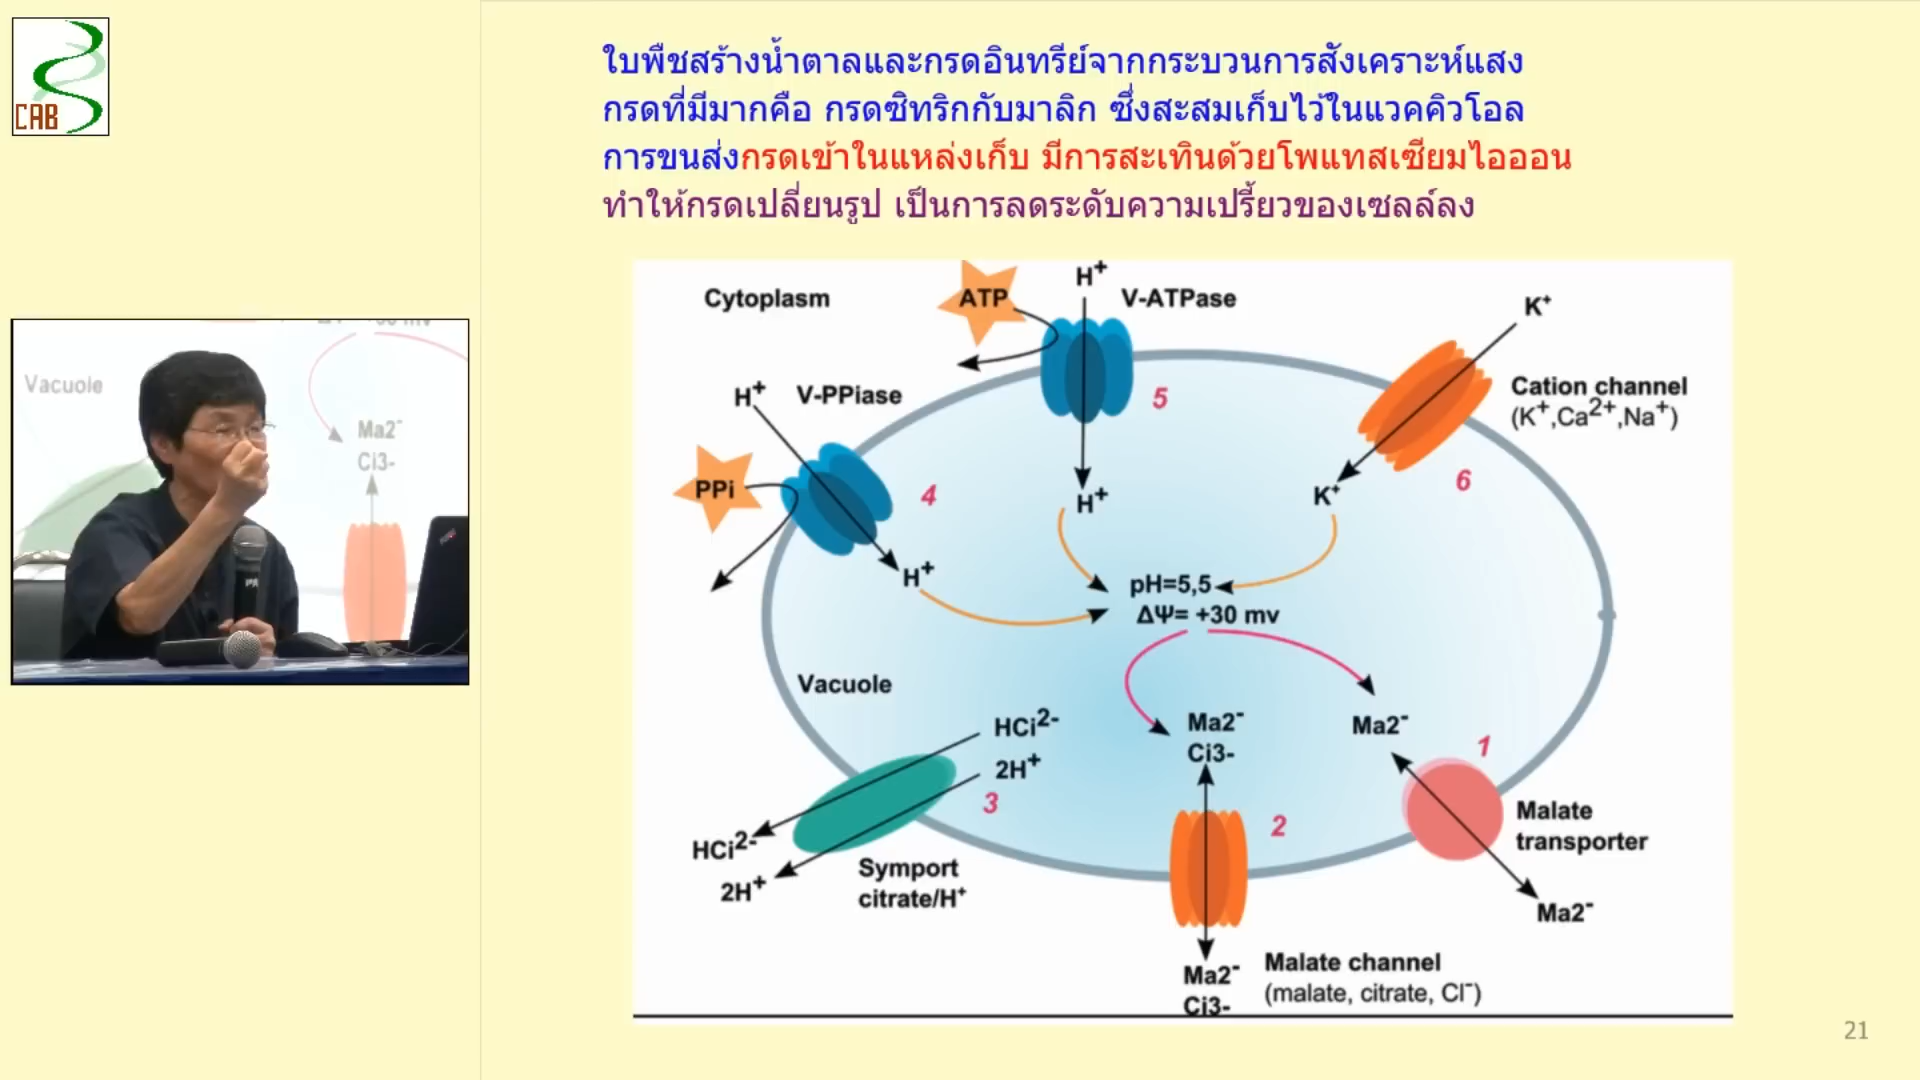 CAB
ใบพืชสร้างน้ำตาลและกรดอินทรีย์จากกระบวนการสังเคราะห์แสง
กรดที่มีมากคือ กรดซิทริกกับมาลิก ซึ่งสะสมเก็บไว้ในแวคคิวโอล
การขนส่งกรดเข้าในแหล่งเก็บ มีการสะเทินด้วยโพแทสเซียมไอออน
ทำให้กรดเปลี่ยนรูป เป็นการลดระดับความเปรี้ยวของเซลล์ลง
Cytoplasm
ATP
H+
V-ATPase
K+
5
Cation channel
(K+,Ca2+,Na+)
6
H+
V-PPiase
PPi
4
H+
H+
K+
pH=5,5
ΔΨ= +30 mv
Vacuole
HCi2-
2H+
3
HCi2-
2H+
Symport
citrate/H+
Ma2-
Ci3-
2
Ma2-
Ci3-
Malate channel
(malate, citrate, Cl-)
Ma2-
1
Malate
transporter
Ma2-
Vacuole
Ma2-
Ci3-
21